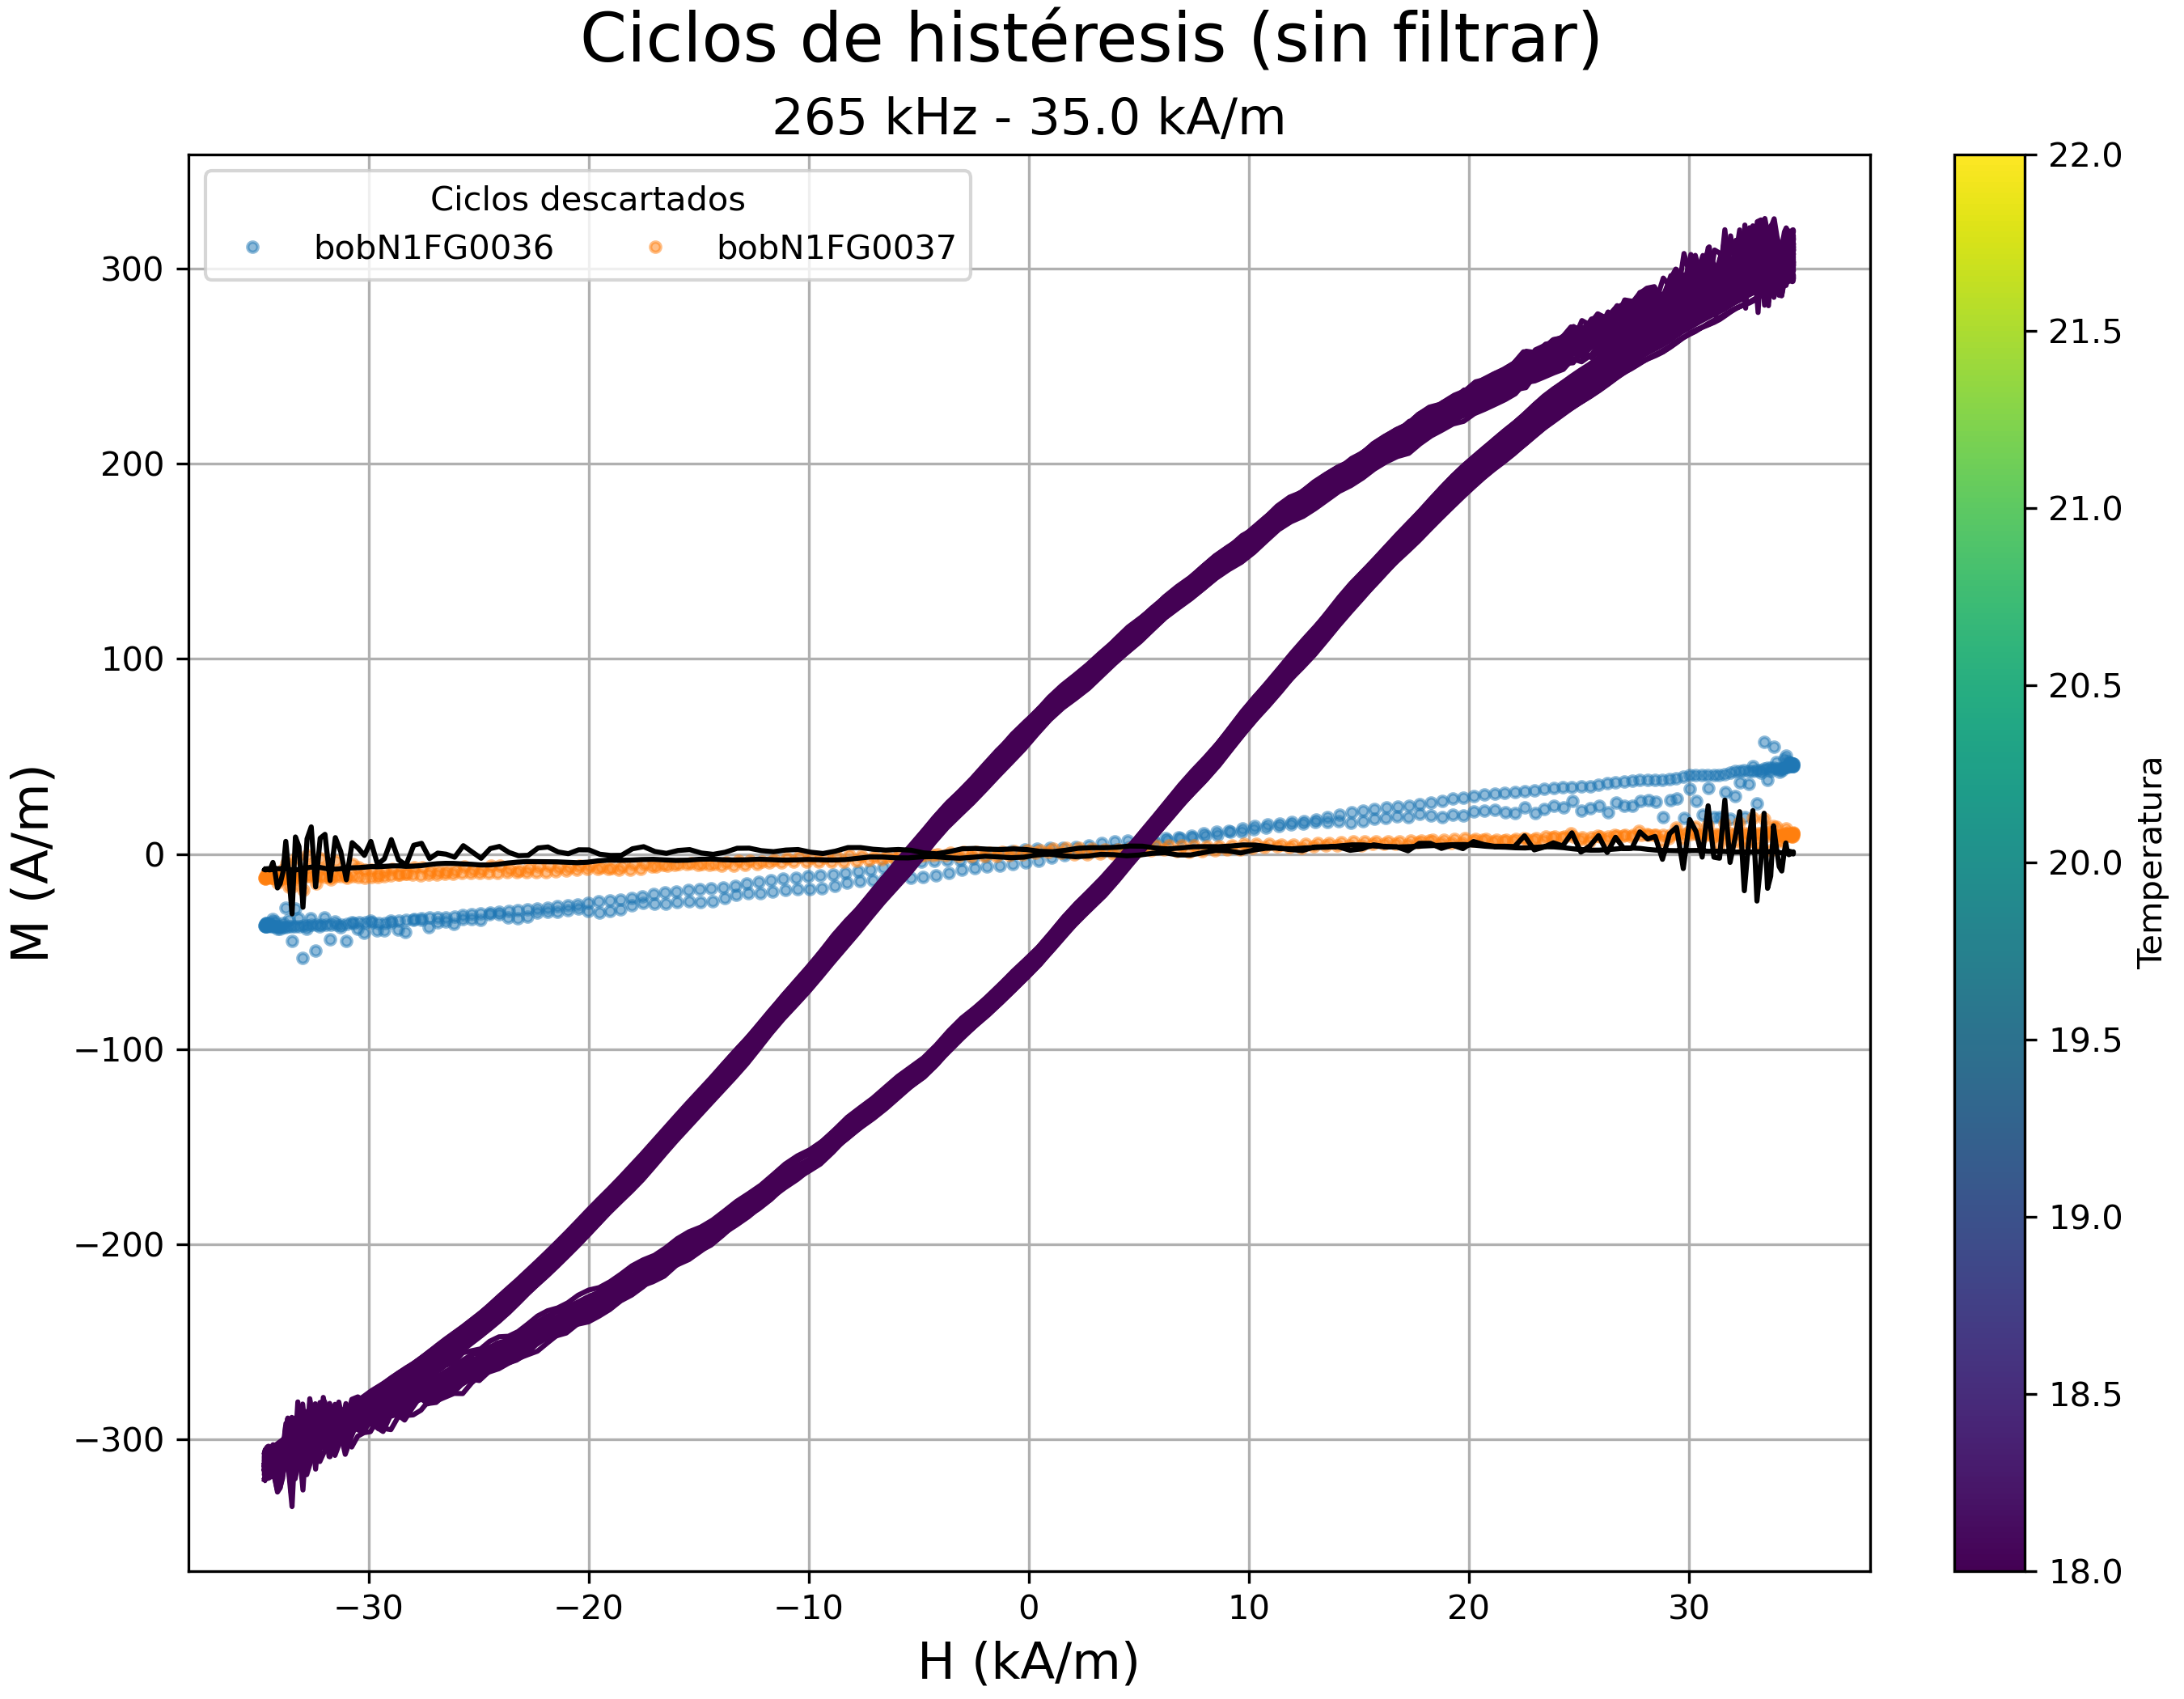 Ciclos de histéresis (sin filtrar)
265 kHz - 35.0 kA/m
Ciclos descartados
bobN1FG0036 bobN1FG0037
300
200
100
0
−100
−200
−300
M (A/m)
−30 −20 −10 0 10 20 30
H (kA/m)
22.0
21.5
21.0
20.5
20.0
19.5
19.0
18.5
18.0
Temperatura